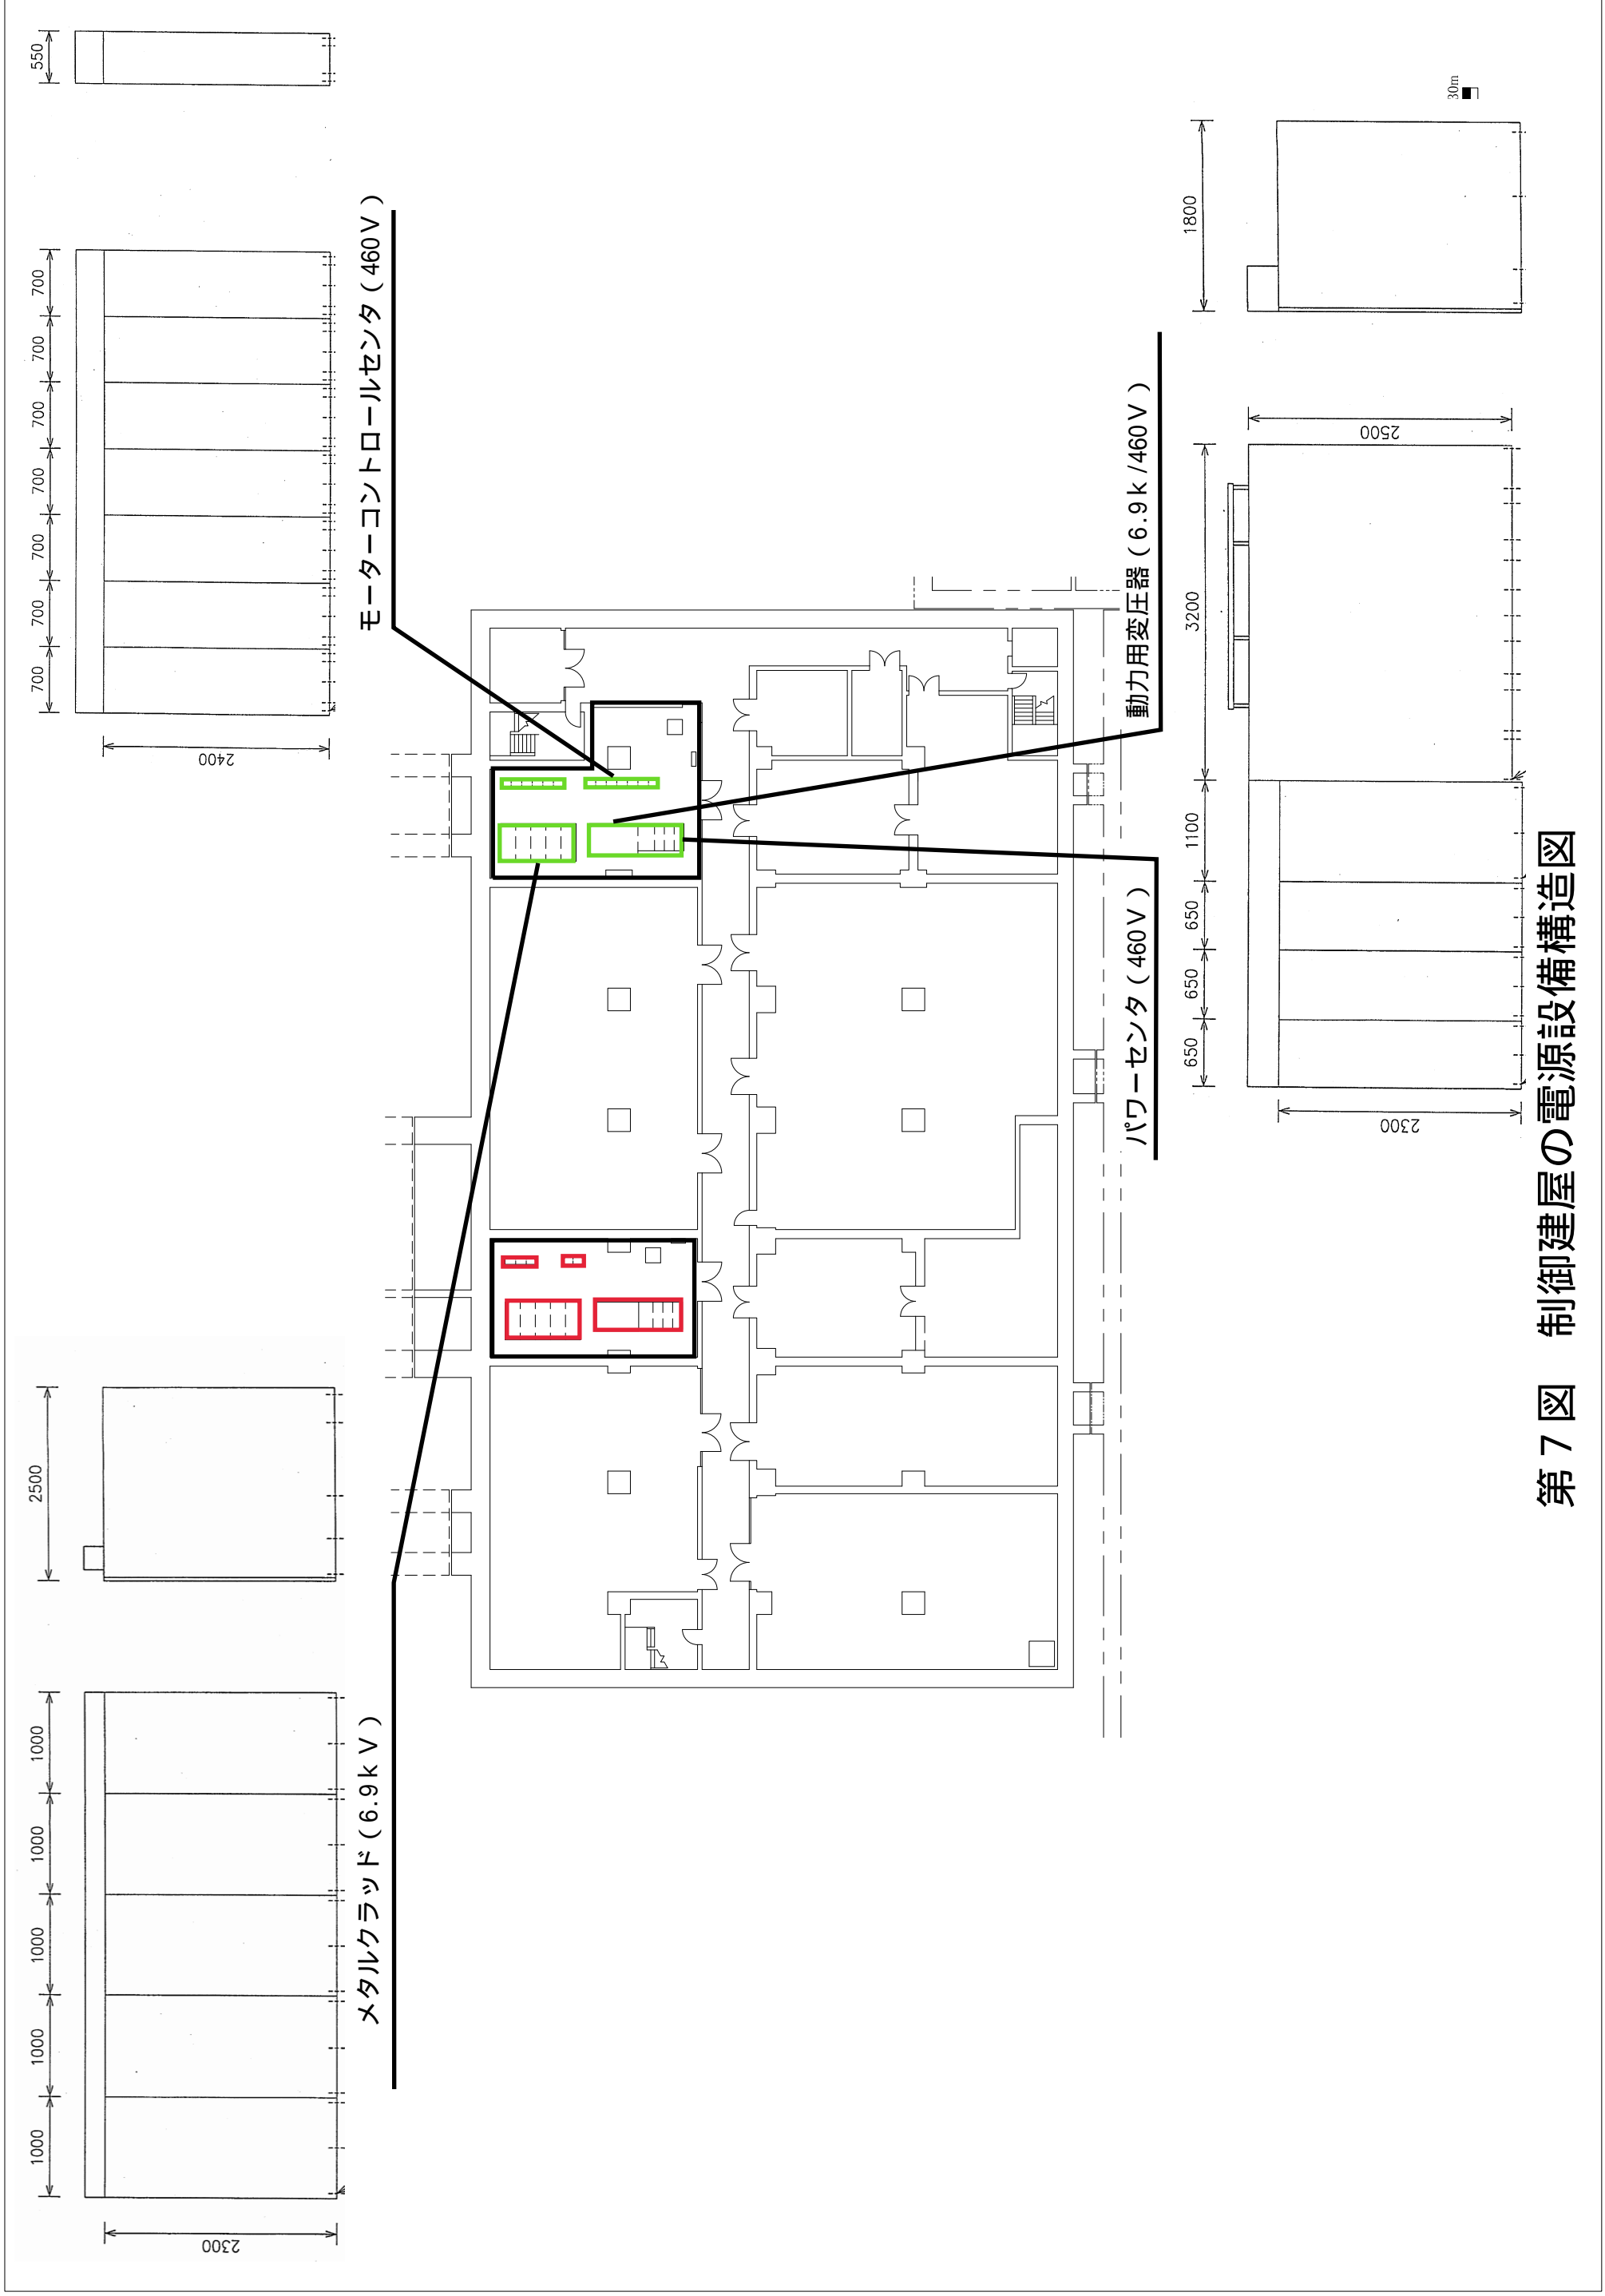 1000 1000 1000 1000 1000
2300
2500
メタルクラッド（6.9kV）
700 700 700 700 700 700 700
2400
550
モーターコントロールセンタ（460V）
動力用変圧器（6.9k/460V）
パワーセンタ（460V）
650 650 650 1100 3200
2300
2500
1800
30m
第7図　制御建屋の電源設備構造図